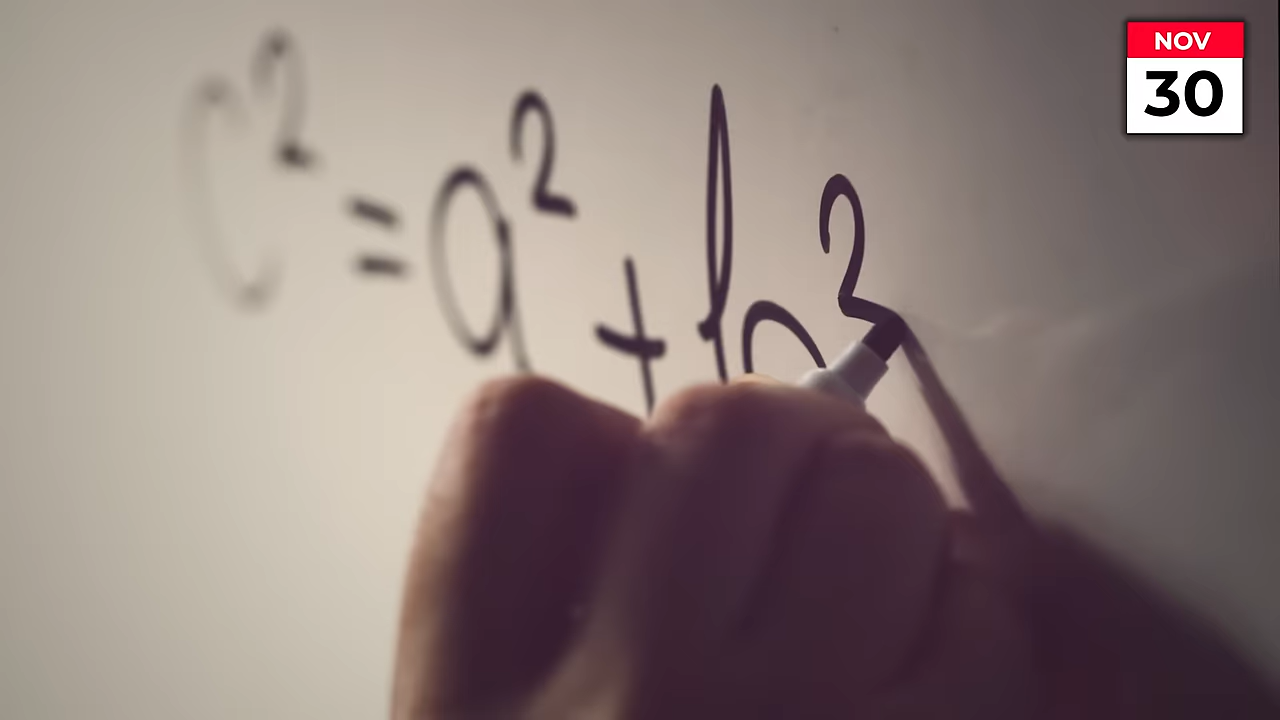 c² = a² + b²
NOV
30